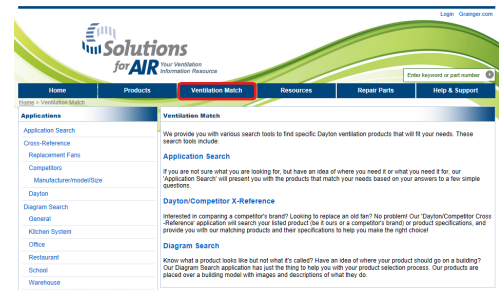 Login Grainger.com
Solutions
for AIR Your Ventilation
Information Resource
Enter keyword or part number
Home Products Ventilation Match Resources Repair Parts Help & Support
Home > Ventilation Match
Applications
Application Search
Cross-Reference
Replacement Fans
Competitors
Manufacturer/model/Size
Dayton
Diagram Search
General
Kitchen System
Office
Restaurant
School
Warehouse
Ventilation Match
We provide you with various search tools to find specific Dayton ventilation products that will fit your needs. These
search tools include:
Application Search
If you are not sure what you are looking for, but have an idea of where you need it or what you need it for, our
'Application Search' will present you with the products that match your needs based on your answers to a few simple
questions.
Dayton/Competitor X-Reference
Interested in comparing a competitor's brand? Looking to replace an old fan? No problem! Our 'Dayton/Competitor Cross
-Reference' application will search your listed product (be it ours or a competitor's brand) or product specifications, and
provide you with our matching products and their specifications to help you make the right choice!
Diagram Search
Know what a product looks like but not what it's called? Have an idea of where your product should go on a building?
Our Diagram Search application has just the thing to help you with your product selection process. Our products are
placed over a building model with images and descriptions of what they do.